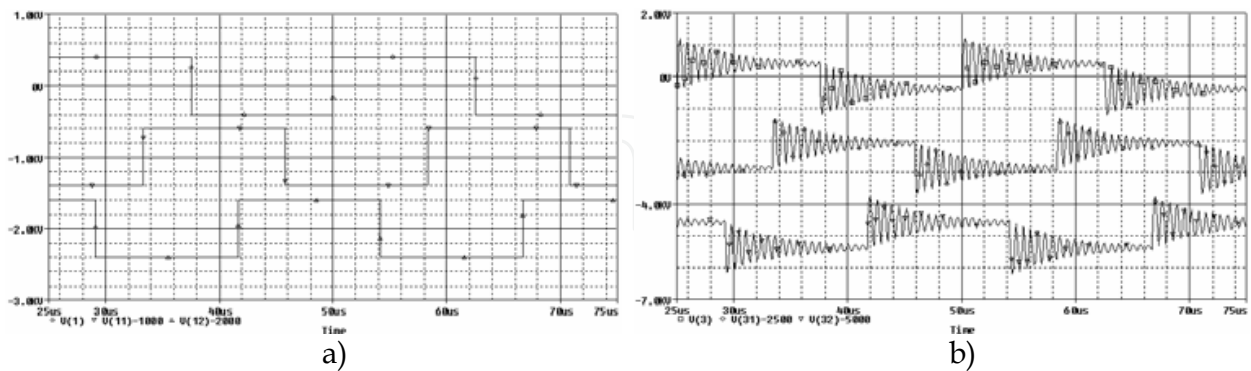 1.0KV
0V
-1.0KV
-2.0KV
-3.0KV
25us 30us 40us 50us 60us 70us 75us
V(1) V(11)-1000 V(12)-2000
Time
a)
2.0KV
0V
-4.0KV
-7.0KV
25us 30us 40us 50us 60us 70us 75us
V(3) V(31)-2500 V(32)-5000
Time
b)